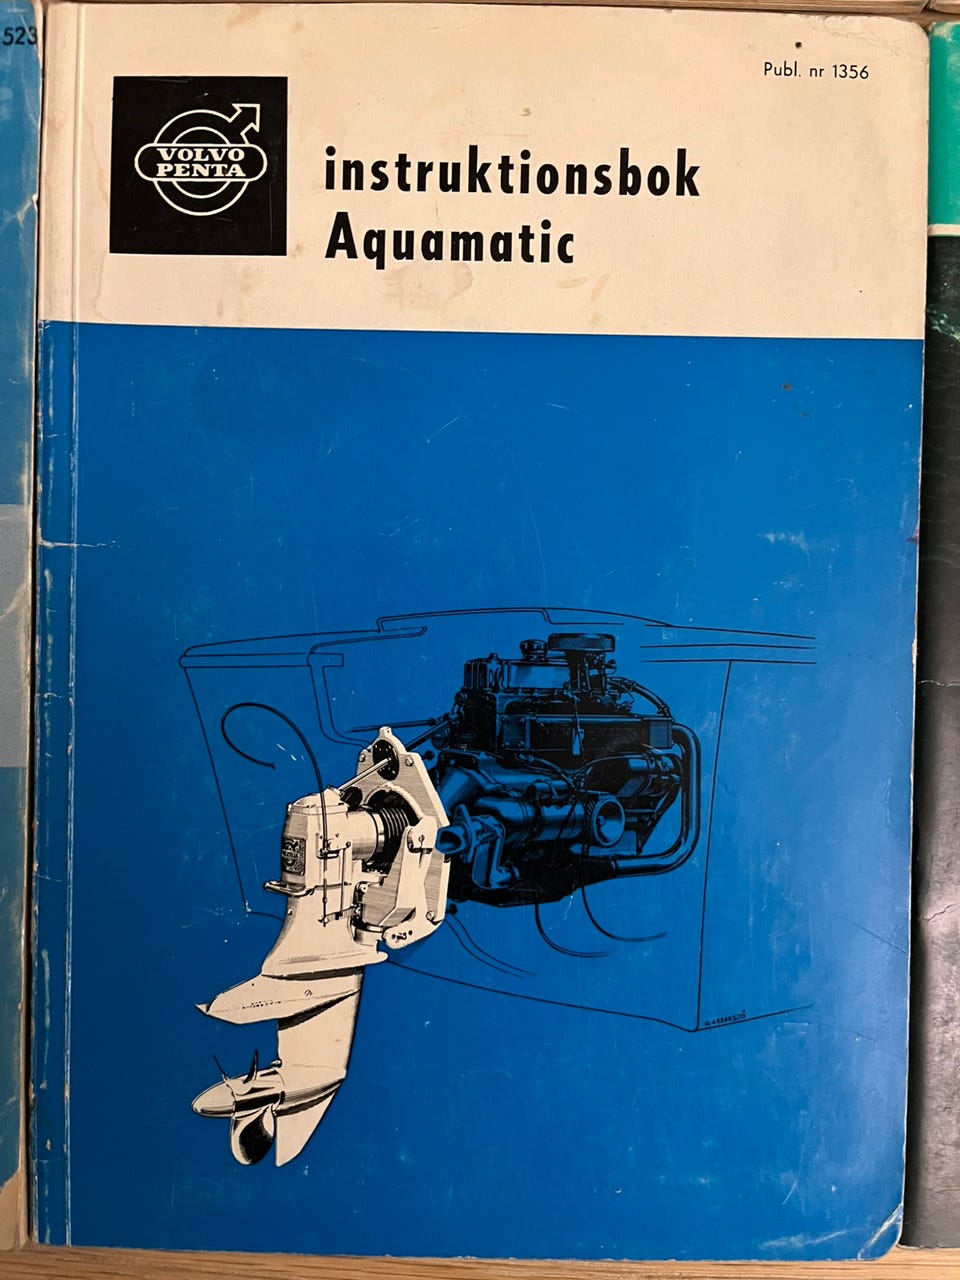 523
Publ. nr 1356
VOLVO
PENTA
instruktionsbok
Aquamatic